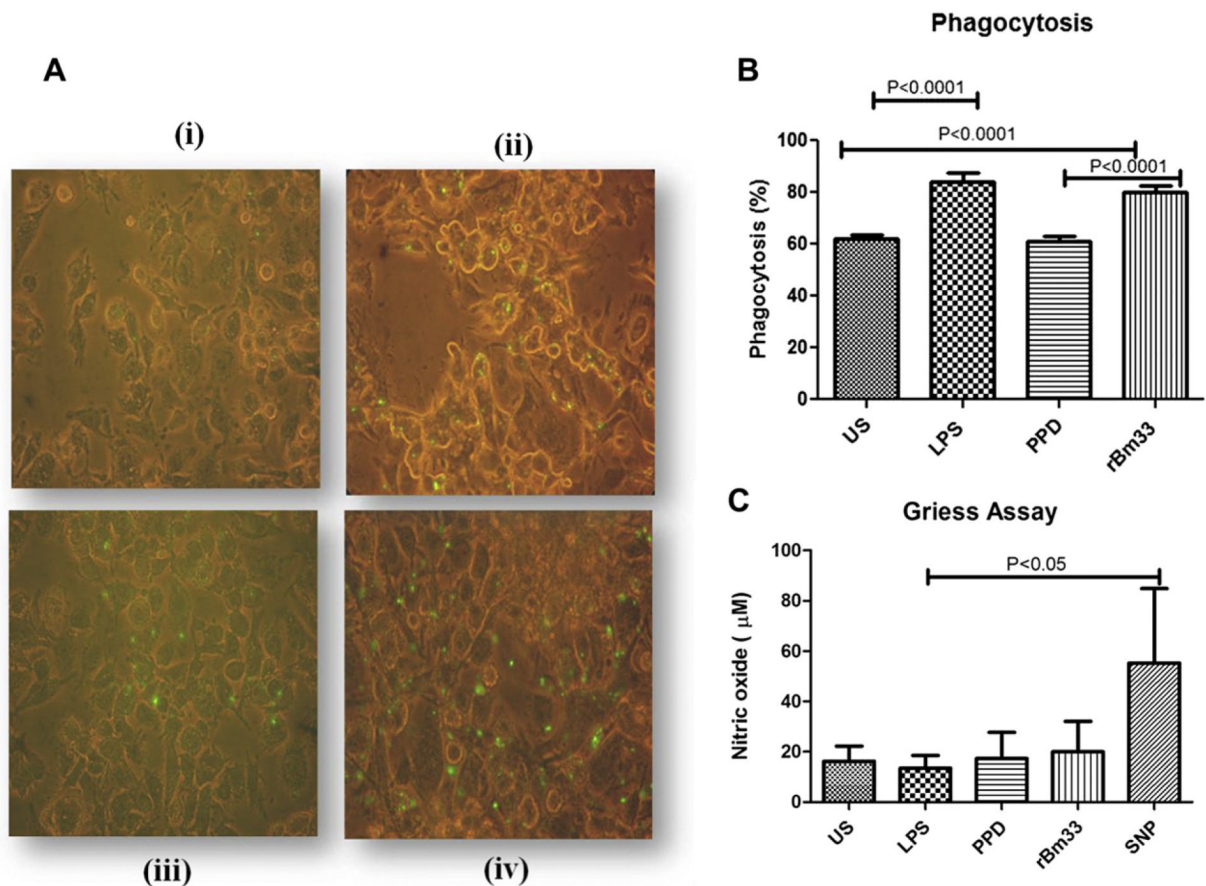 A
(i)
(ii)
(iii)
(iv)
Phagocytosis
B
P<0.0001
P<0.0001
P<0.0001
Phagocytosis (%)
100
80
60
40
20
0
US
LPS
PPD
rBm33
C
Griess Assay
P<0.05
Nitric oxide ( μM)
100
80
60
40
20
0
US
LPS
PPD
rBm33
SNP